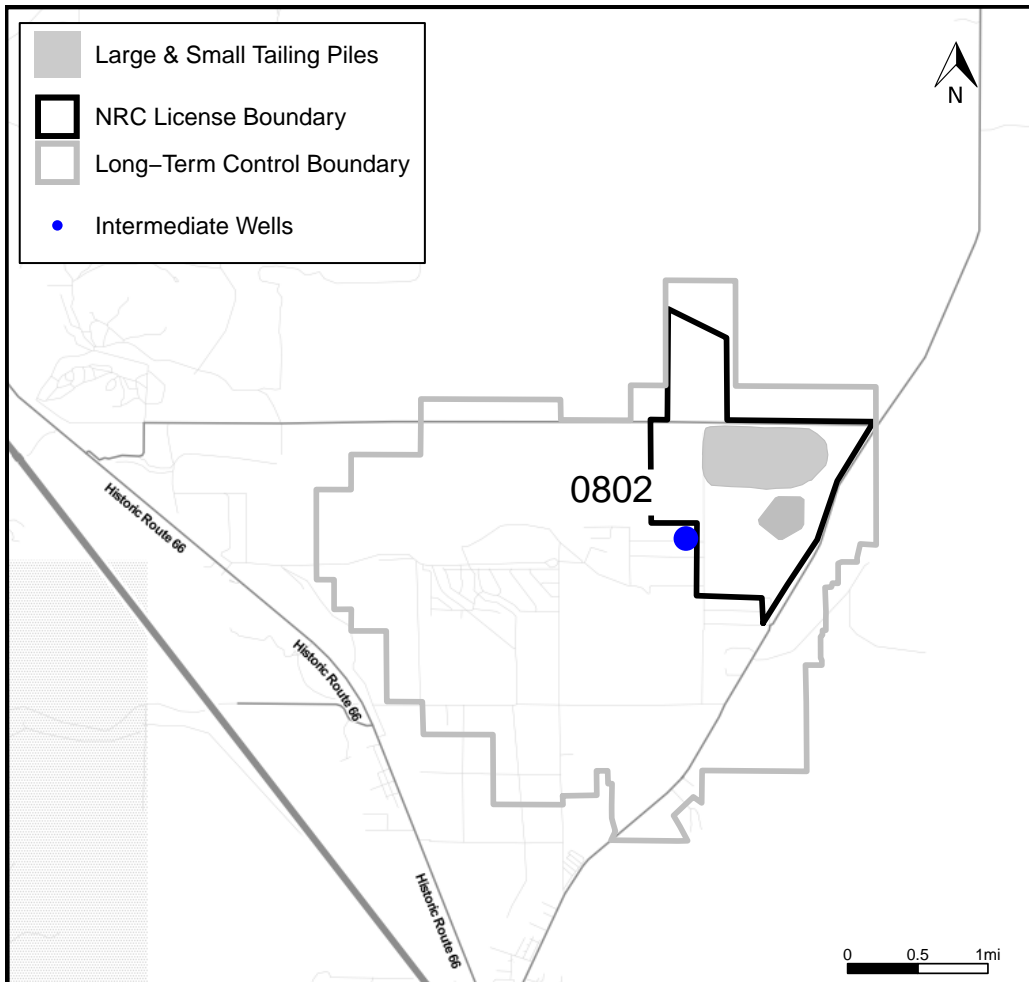 Large & Small Tailing Piles
NRC License Boundary
Long−Term Control Boundary
Intermediate Wells
N
0802
Historic Route 66
Historic Route 66
Historic Route 66
0 0.5 1mi